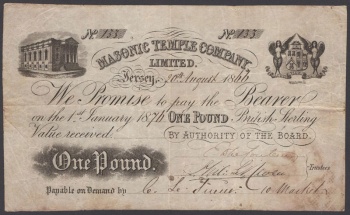 No. 133 No. 133
MASONIC TEMPLE COMPANY,
LIMITED.
Jersey, 20th August 1866
We Promise to pay the Bearer
on the 1st January 1876 ONE POUND British Sterling
Value received. BY AUTHORITY OF THE BOARD.
One Pound. Trustees
Payable on Demand by